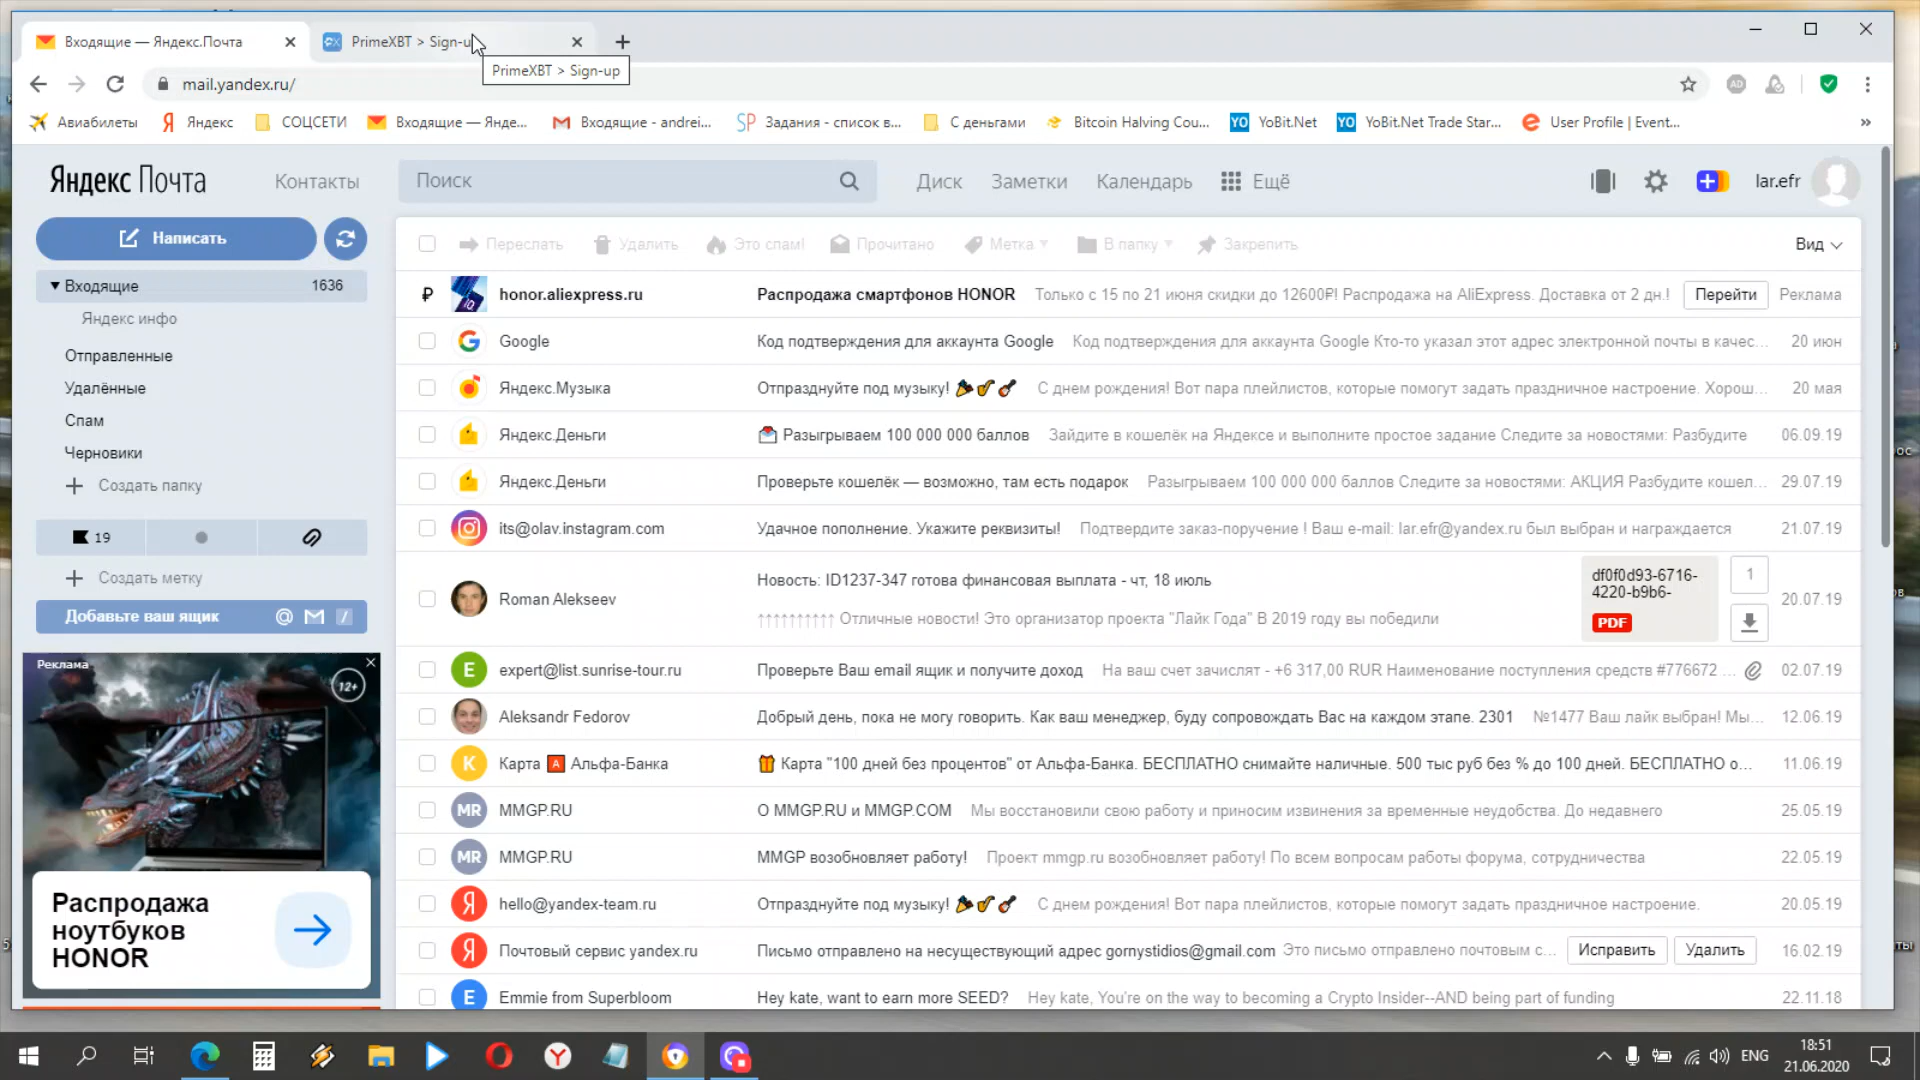 Входящие — Яндекс.Почта
PrimeXBT > Sign-u
PrimeXBT > Sign-up
mail.yandex.ru/
Авиабилеты
Яндекс
СОЦСЕТИ
Входящие — Янде...
Входящие - andrei...
SP Задания - список в...
С деньгами
Bitcoin Halving Cou...
YO YoBit.Net
YO YoBit.Net Trade Star...
User Profile | Event...
»
Яндекс Почта
Контакты
Поиск
Диск
Заметки
Календарь
Ещё
lar.efr
Написать
Переслать
Удалить
Это спам!
Прочитано
Метка
В папку
Закрепить
Вид
Входящие 1636
Яндекс инфо
Отправленные
Удалённые
Спам
Черновики
Создать папку
19
Создать метку
Добавьте ваш ящик @
Реклама
12+
Распродажа
ноутбуков
HONOR
₽ honor.aliexpress.ru Распродажа смартфонов HONOR Только с 15 по 21 июня скидки до 12600₽! Распродажа на AliExpress. Доставка от 2 дн.! Перейти Реклама
Google Код подтверждения для аккаунта Google Код подтверждения для аккаунта Google Кто-то указал этот адрес электронной почты в качес... 20 июн
Яндекс.Музыка Отпразднуйте под музыку! 🎉🎷🎸 С днем рождения! Вот пара плейлистов, которые помогут задать праздничное настроение. Хорош... 20 мая
Яндекс.Деньги Разыгрываем 100 000 000 баллов Зайдите в кошелёк на Яндексе и выполните простое задание Следите за новостями: Разбудите 06.09.19
Яндекс.Деньги Проверьте кошелёк — возможно, там есть подарок Разыгрываем 100 000 000 баллов Следите за новостями: АКЦИЯ Разбудите кошел... 29.07.19
its@olav.instagram.com Удачное пополнение. Укажите реквизиты! Подтвердите заказ-поручение ! Ваш e-mail: lar.efr@yandex.ru был выбран и награждается 21.07.19
Roman Alekseev Новость: ID1237-347 готова финансовая выплата - чт, 18 июль
↑↑↑↑↑↑↑↑↑↑ Отличные новости! Это организатор проекта "Лайк Года" В 2019 году вы победили
df0f0d93-6716-
4220-b9b6-
PDF
1
20.07.19
E expert@list.sunrise-tour.ru Проверьте Ваш email ящик и получите доход На ваш счет зачислят - +6 317,00 RUR Наименование поступления средств #776672 ... 02.07.19
Aleksandr Fedorov Добрый день, пока не могу говорить. Как ваш менеджер, буду сопровождать Вас на каждом этапе. 2301 №1477 Ваш лайк выбран! Мы... 12.06.19
К Карта А Альфа-Банка 🎁 Карта "100 дней без процентов" от Альфа-Банка. БЕСПЛАТНО снимайте наличные. 500 тыс руб без % до 100 дней. БЕСПЛАТНО о... 11.06.19
MR MMGP.RU О MMGP.RU и MMGP.COM Мы восстановили свою работу и приносим извинения за временные неудобства. До недавнего 25.05.19
MR MMGP.RU MMGP возобновляет работу! Проект mmgp.ru возобновляет работу! По всем вопросам работы форума, сотрудничества 22.05.19
Я hello@yandex-team.ru Отпразднуйте под музыку! 🎉🎷🎸 С днем рождения! Вот пара плейлистов, которые помогут задать праздничное настроение. 20.05.19
Я Почтовый сервис yandex.ru Письмо отправлено на несуществующий адрес gornystidios@gmail.com Это письмо отправлено почтовым с... Исправить Удалить 16.02.19
E Emmie from Superbloom Hey kate, want to earn more SEED? Hey kate, You're on the way to becoming a Crypto Insider--AND being part of funding 22.11.18
ENG
18:51
21.06.2020